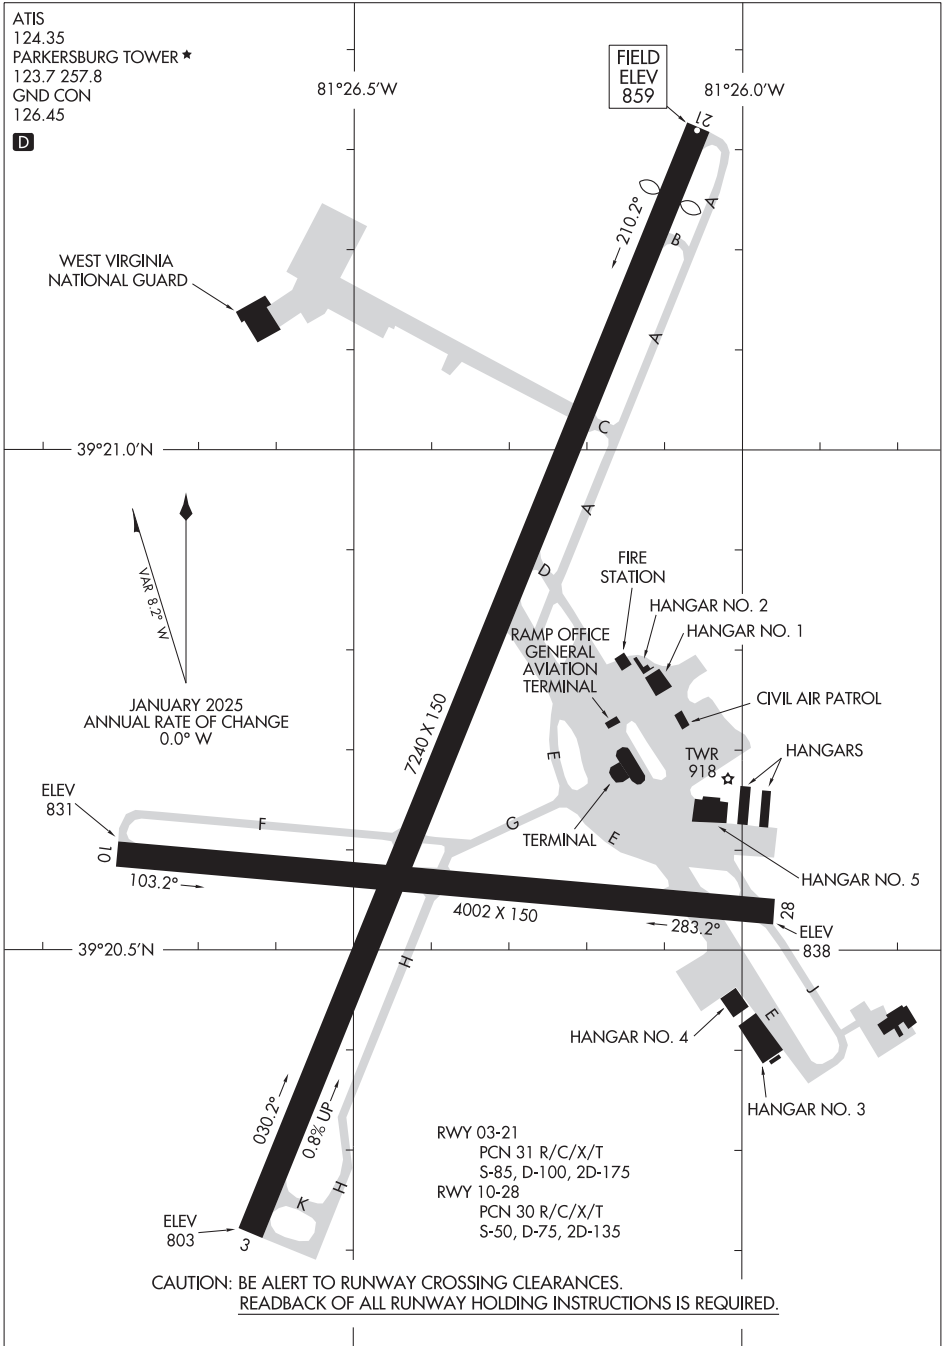 ATIS
124.35
PARKERSBURG TOWER ★
123.7 257.8
GND CON
126.45
D
81°26.5'W
FIELD
ELEV
859
81°26.0'W
21
A
210.2°
B
WEST VIRGINIA
NATIONAL GUARD
A
C
39°21.0'N
A
VAR 8.2° W
JANUARY 2025
ANNUAL RATE OF CHANGE
0.0° W
D
FIRE
STATION
HANGAR NO. 2
HANGAR NO. 1
RAMP OFFICE
GENERAL
AVIATION
TERMINAL
CIVIL AIR PATROL
7240 X 150
E
TWR
918
HANGARS
ELEV
831
F
G
TERMINAL
E
10
103.2°
HANGAR NO. 5
4002 X 150
28
283.2°
ELEV
838
39°20.5'N
H
J
E
HANGAR NO. 4
HANGAR NO. 3
030.2°
0.8% UP
RWY 03-21
PCN 31 R/C/X/T
S-85, D-100, 2D-175
RWY 10-28
PCN 30 R/C/X/T
S-50, D-75, 2D-135
H
K
ELEV
803
3
CAUTION: BE ALERT TO RUNWAY CROSSING CLEARANCES.
READBACK OF ALL RUNWAY HOLDING INSTRUCTIONS IS REQUIRED.